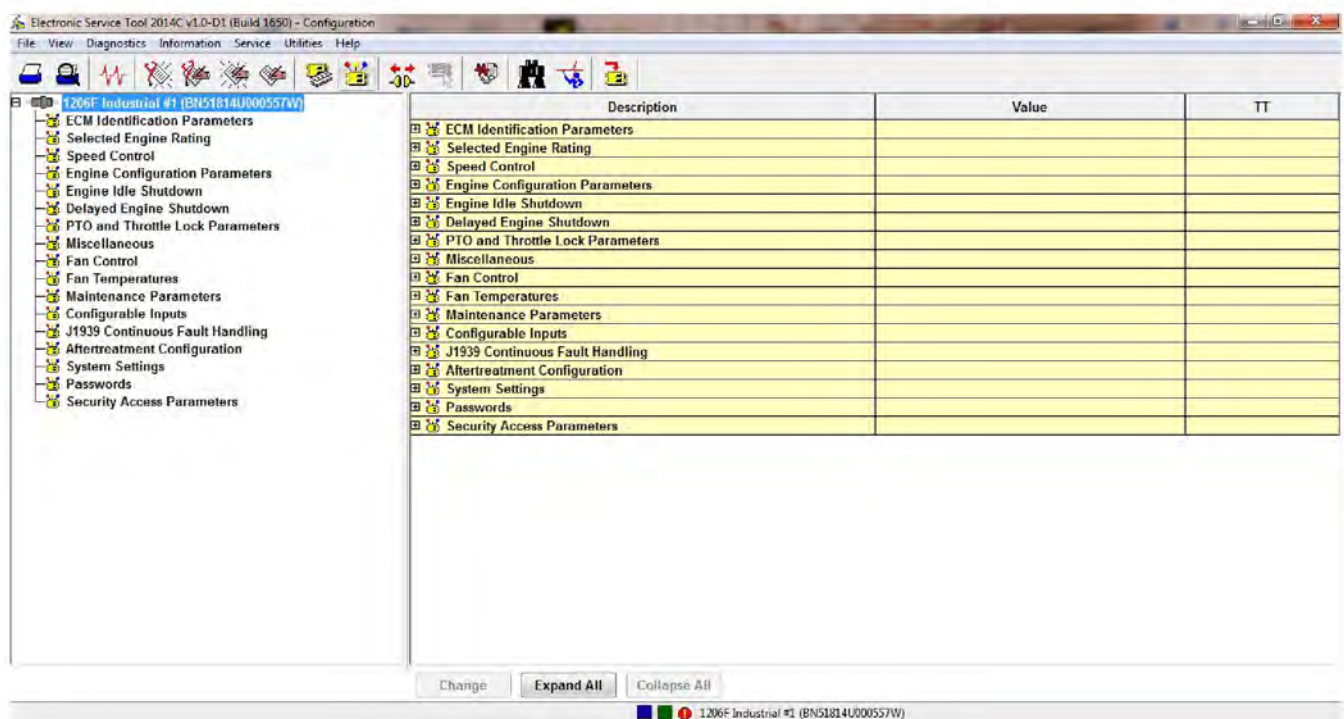 Electronic Service Tool 2014C v1.0-D1 (Build 1650) - Configuration
File View Diagnostics Information Service Utilities Help
1206F Industrial #1 (BN51814U000557W)
ECM Identification Parameters
Selected Engine Rating
Speed Control
Engine Configuration Parameters
Engine Idle Shutdown
Delayed Engine Shutdown
PTO and Throttle Lock Parameters
Miscellaneous
Fan Control
Fan Temperatures
Maintenance Parameters
Configurable Inputs
J1939 Continuous Fault Handling
Aftertreatment Configuration
System Settings
Passwords
Security Access Parameters
Description Value TT
ECM Identification Parameters
Selected Engine Rating
Speed Control
Engine Configuration Parameters
Engine Idle Shutdown
Delayed Engine Shutdown
PTO and Throttle Lock Parameters
Miscellaneous
Fan Control
Fan Temperatures
Maintenance Parameters
Configurable Inputs
J1939 Continuous Fault Handling
Aftertreatment Configuration
System Settings
Passwords
Security Access Parameters
Change Expand All Collapse All
1206F Industrial #1 (BN51814U000557W)